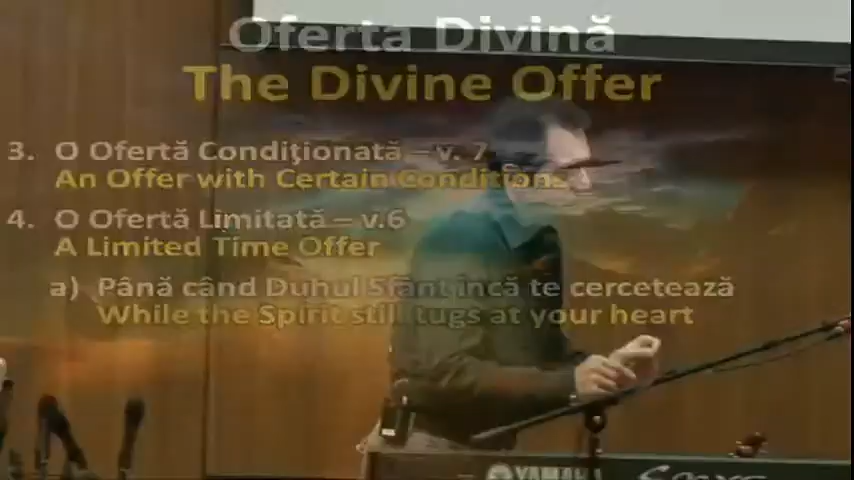 Oferta Divină
The Divine Offer
3. O Ofertă Condiţionată – v. 7
An Offer with Certain Conditions
4. O Ofertă Limitată – v.6
A Limited Time Offer
a) Până când Duhul Sfânt încă te cercetează
While the Spirit still tugs at your heart
YAMAHA